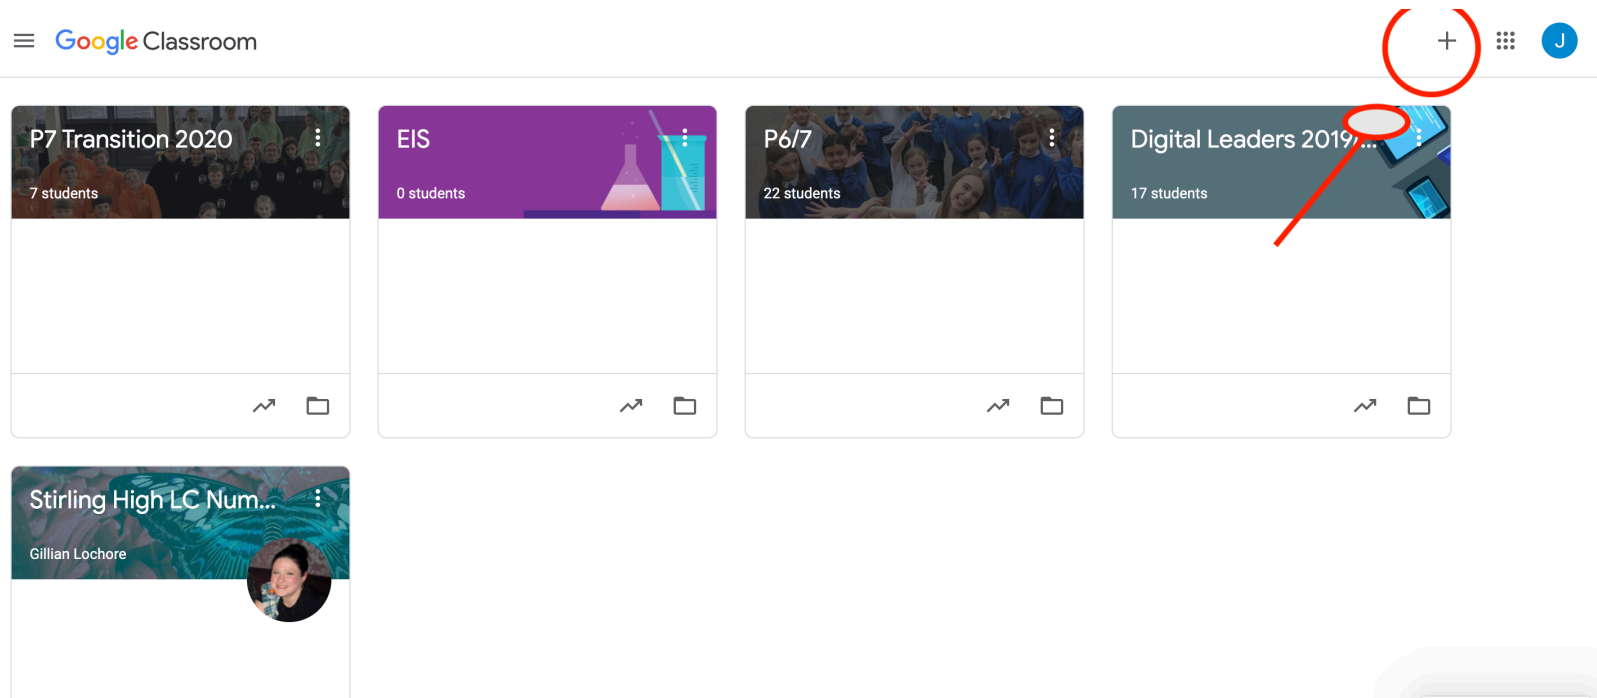 Google Classroom
J
P7 Transition 2020
7 students
EIS
0 students
P6/7
22 students
Digital Leaders 2019/...
17 students
Stirling High LC Num...
Gillian Lochore